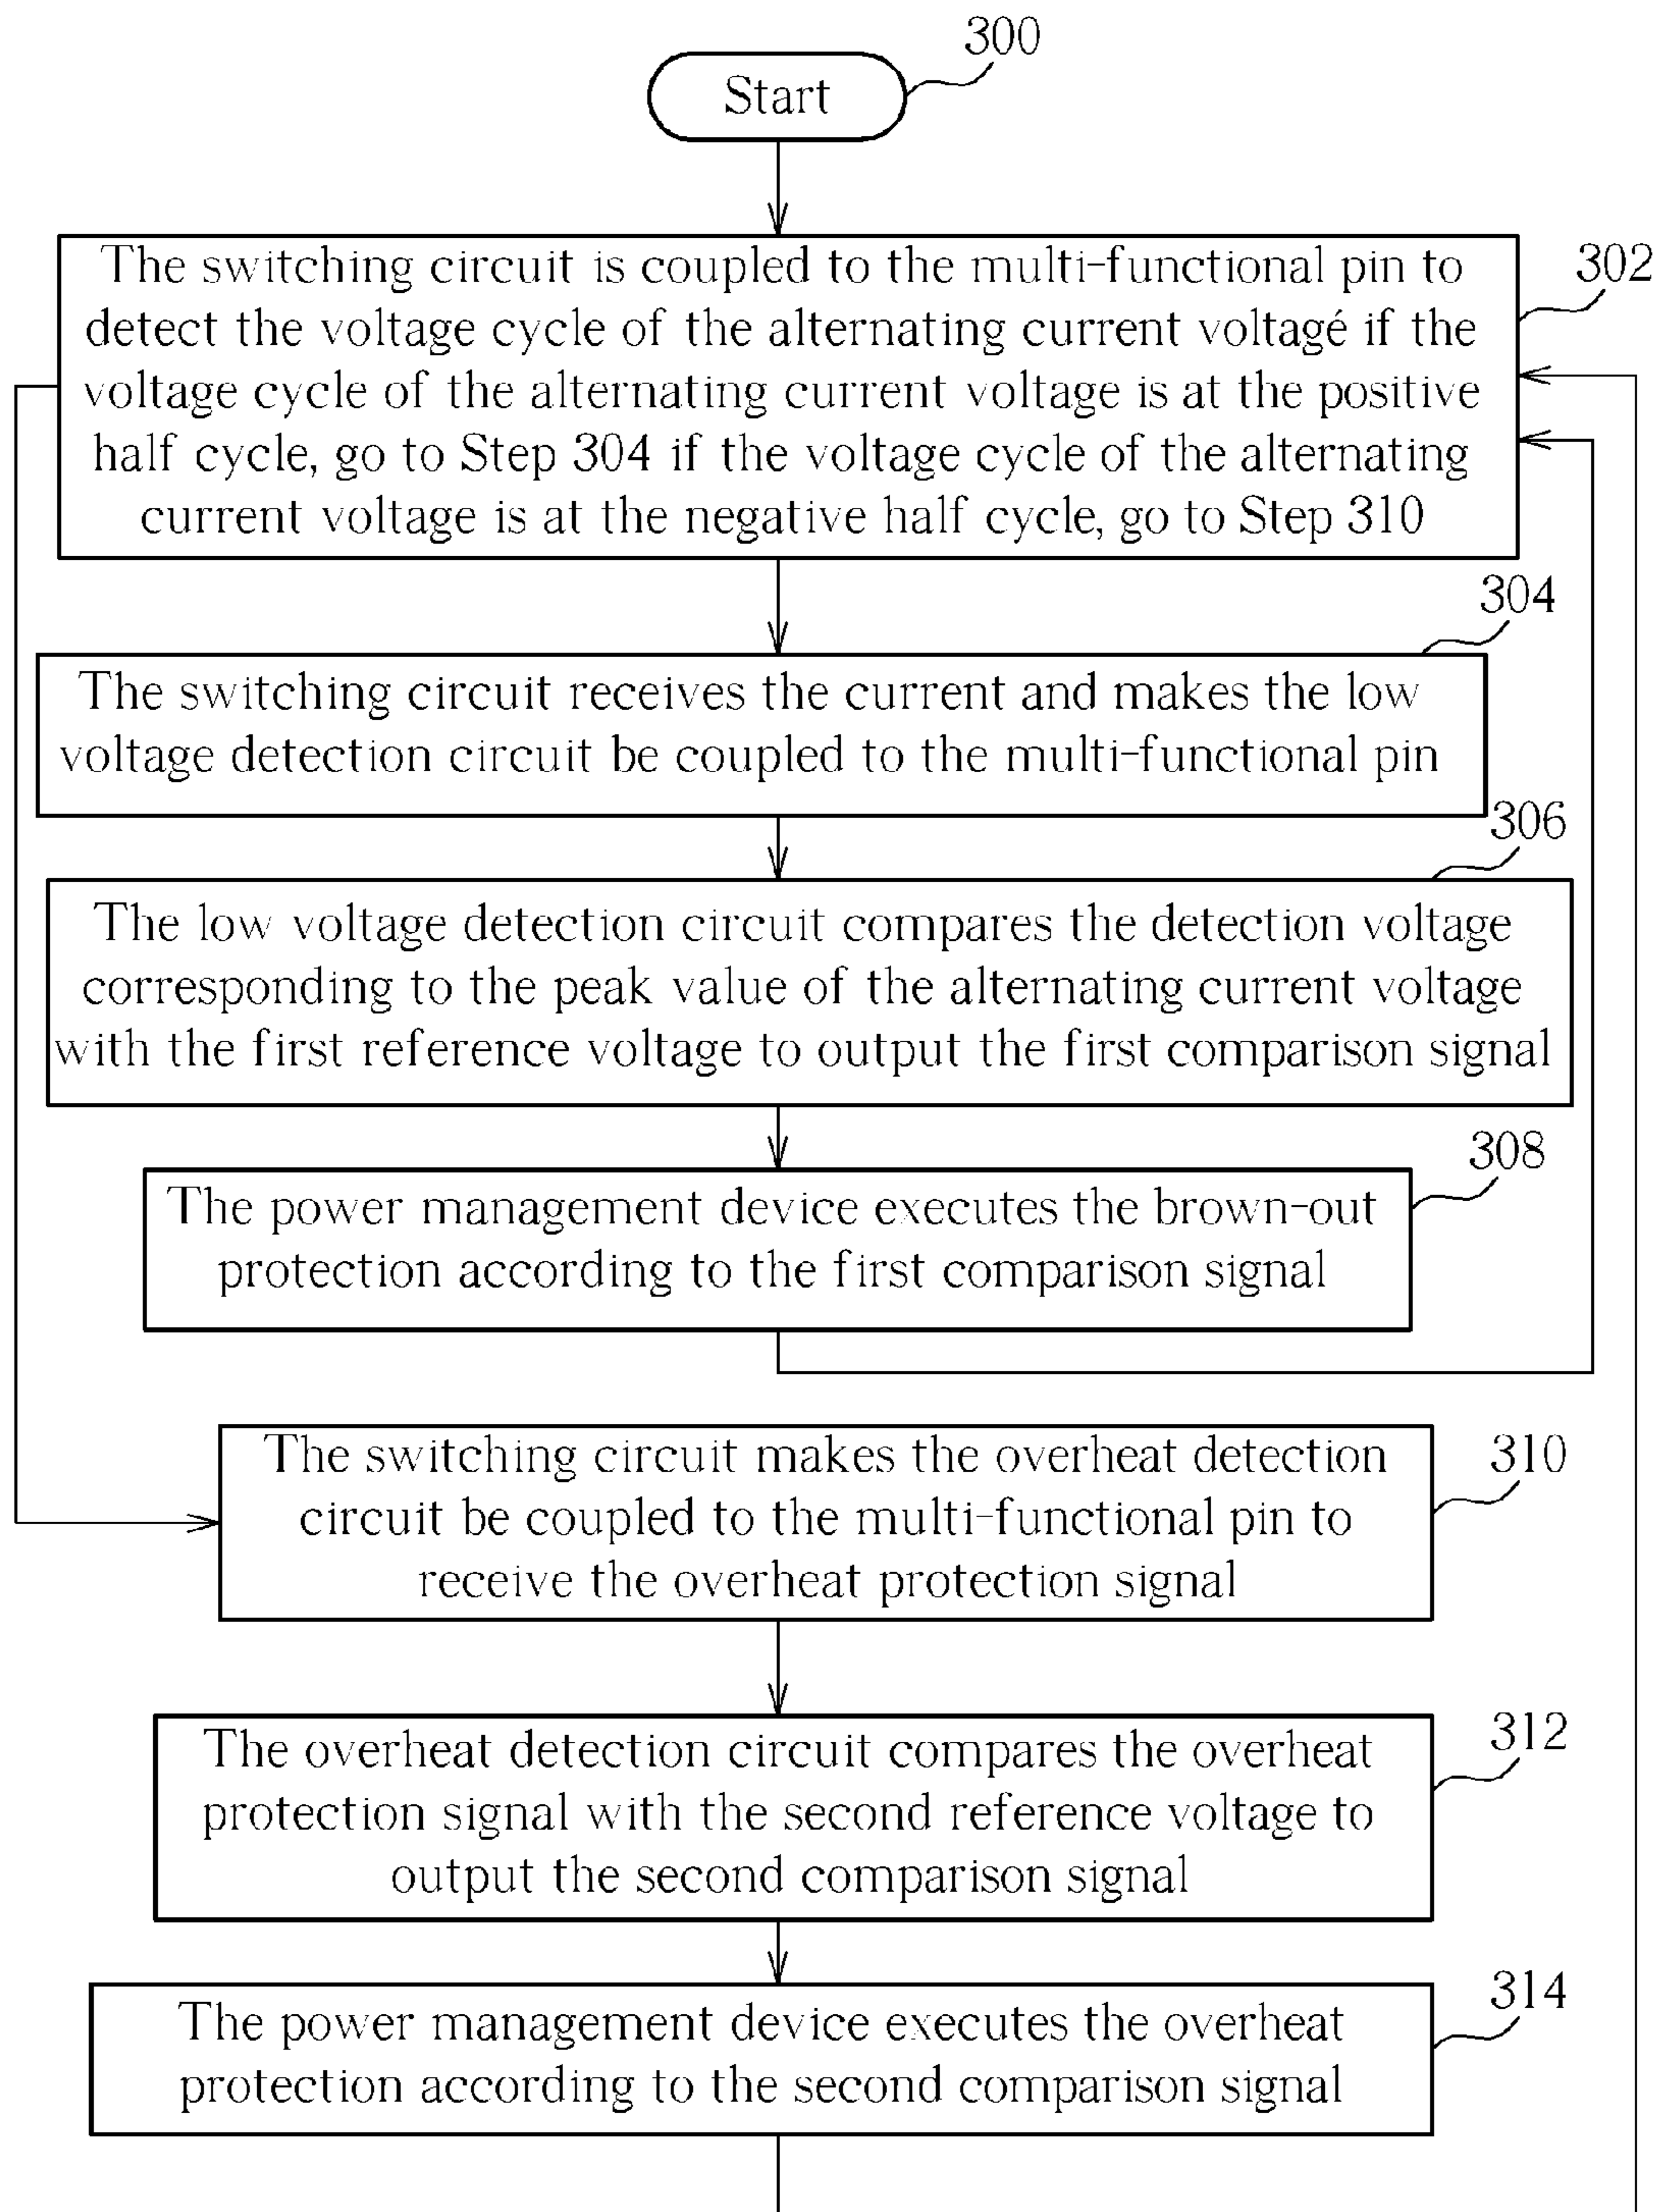 300
Start
302
The switching circuit is coupled to the multi-functional pin to
detect the voltage cycle of the alternating current voltagé if the
voltage cycle of the alternating current voltage is at the positive
half cycle, go to Step 304 if the voltage cycle of the alternating
current voltage is at the negative half cycle, go to Step 310
304
The switching circuit receives the current and makes the low
voltage detection circuit be coupled to the multi-functional pin
306
The low voltage detection circuit compares the detection voltage
corresponding to the peak value of the alternating current voltage
with the first reference voltage to output the first comparison signal
308
The power management device executes the brown-out
protection according to the first comparison signal
310
The switching circuit makes the overheat detection
circuit be coupled to the multi-functional pin to
receive the overheat protection signal
312
The overheat detection circuit compares the overheat
protection signal with the second reference voltage to
output the second comparison signal
314
The power management device executes the overheat
protection according to the second comparison signal